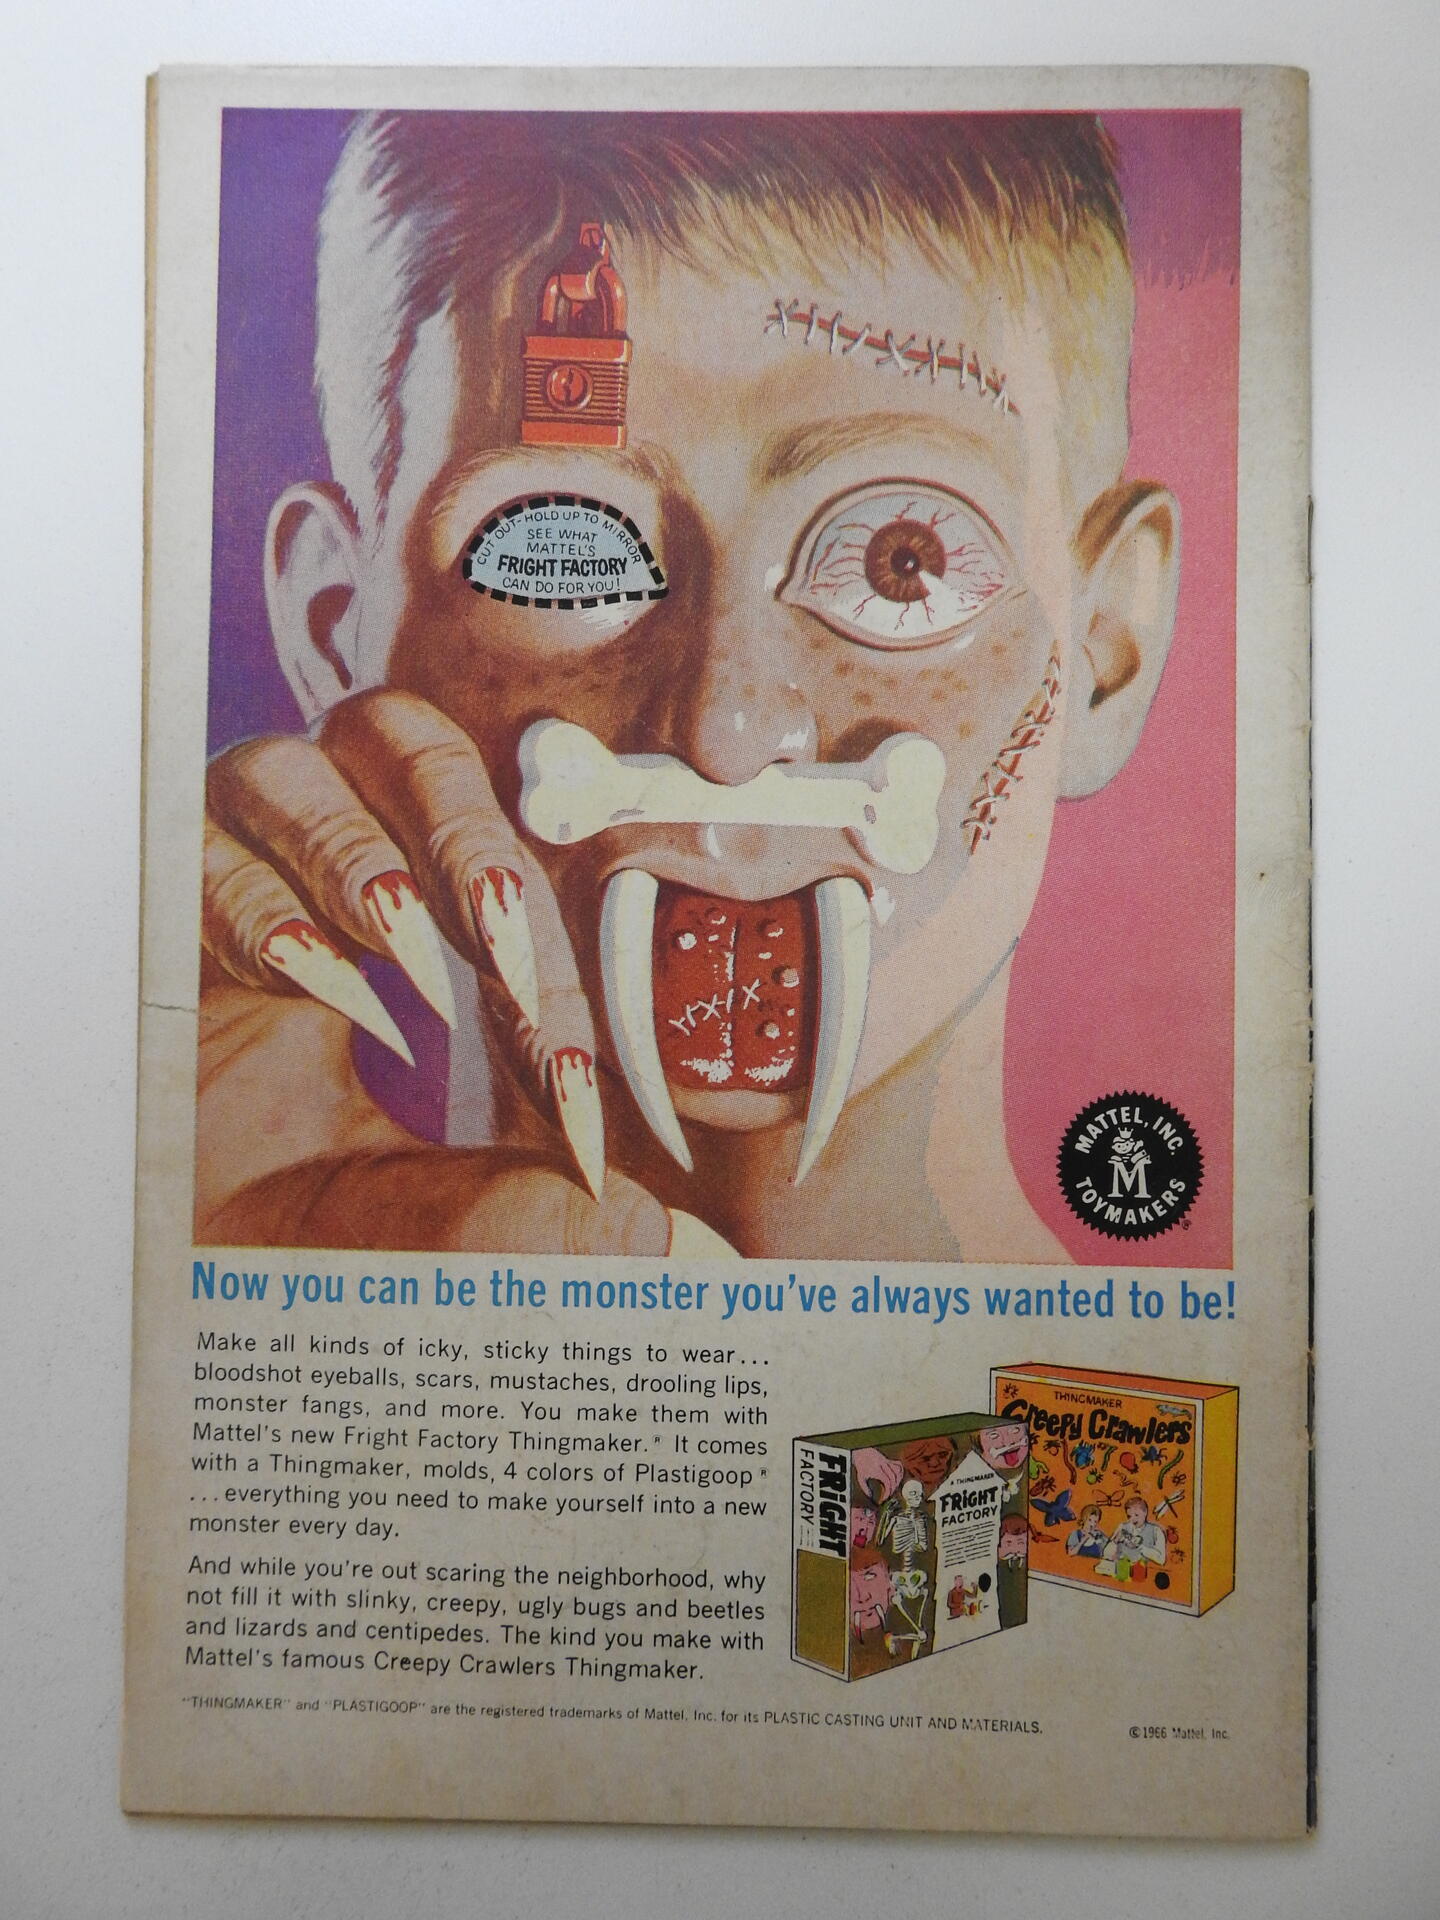 CUT OUT-HOLD UP TO MIRROR
SEE WHAT
MATTEL'S
FRIGHT FACTORY
CAN DO FOR YOU!
MATTEL, INC.
M
TOYMAKERS
®
Now you can be the monster you've always wanted to be!
Make all kinds of icky, sticky things to wear...
bloodshot eyeballs, scars, mustaches, drooling lips,
monster fangs, and more. You make them with
Mattel's new Fright Factory Thingmaker.® It comes
with a Thingmaker, molds, 4 colors of Plastigoop®
...everything you need to make yourself into a new
monster every day.
And while you're out scaring the neighborhood, why
not fill it with slinky, creepy, ugly bugs and beetles
and lizards and centipedes. The kind you make with
Mattel's famous Creepy Crawlers Thingmaker.
THINGMAKER
Creepy Crawlers
FRIGHT
FACTORY
A THINGMAKER
FRIGHT
FACTORY
"THINGMAKER" and "PLASTIGOOP" are the registered trademarks of Mattel, Inc. for its PLASTIC CASTING UNIT AND MATERIALS.
© 1966 Mattel, Inc.